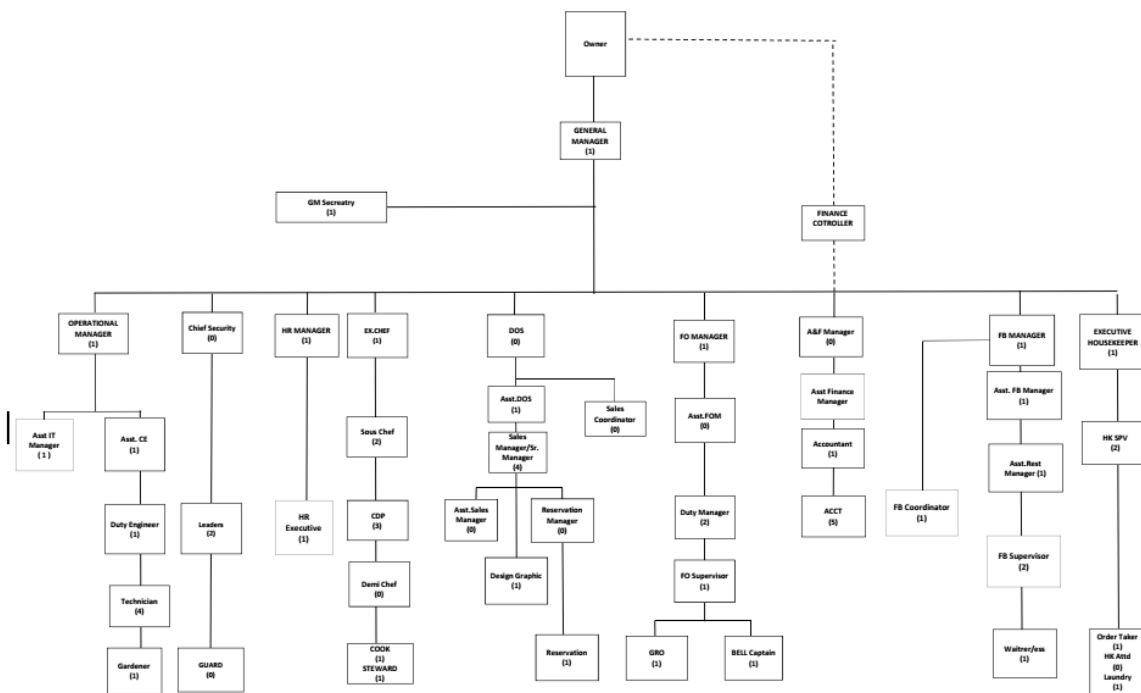 Owner
GENERAL
MANAGER
(1)
GM Secreatry
(1)
FINANCE
COTROLLER
OPERATIONAL
MANAGER
(1)
Chief Security
(0)
HR MANAGER
(1)
EX.CHEF
(1)
DOS
(0)
FO MANAGER
(1)
A&F Manager
(0)
FB MANAGER
(1)
EXECUTIVE
HOUSEKEEPER
(1)
Asst IT
Manager
( 1 )
Asst. CE
(1)
Sous Chef
(2)
Asst.DOS
(1)
Sales
Coordinator
(0)
Sales
Manager/Sr.
Manager
(4)
Asst.FOM
(0)
Asst Finance
Manager
Accountant
(1)
Asst. FB Manager
(1)
HK SPV
(2)
Asst.Rest
Manager (1)
Duty Engineer
(1)
Leaders
(2)
HR
Executive
(1)
CDP
(3)
Asst.Sales
Manager
(0)
Reservation
Manager
(0)
Duty Manager
(2)
ACCT
(5)
FB Coordinator
(1)
FB Supervisor
(2)
Technician
(4)
Demi Chef
(0)
Design Graphic
(1)
FO Supervisor
(1)
Gardener
(1)
GUARD
(0)
COOK
(1)
STEWARD
(1)
Reservation
(1)
GRO
(1)
BELL Captain
(1)
Waitrer/ess
(1)
Order Taker
(1)
HK Attd
(0)
Laundry
(1)